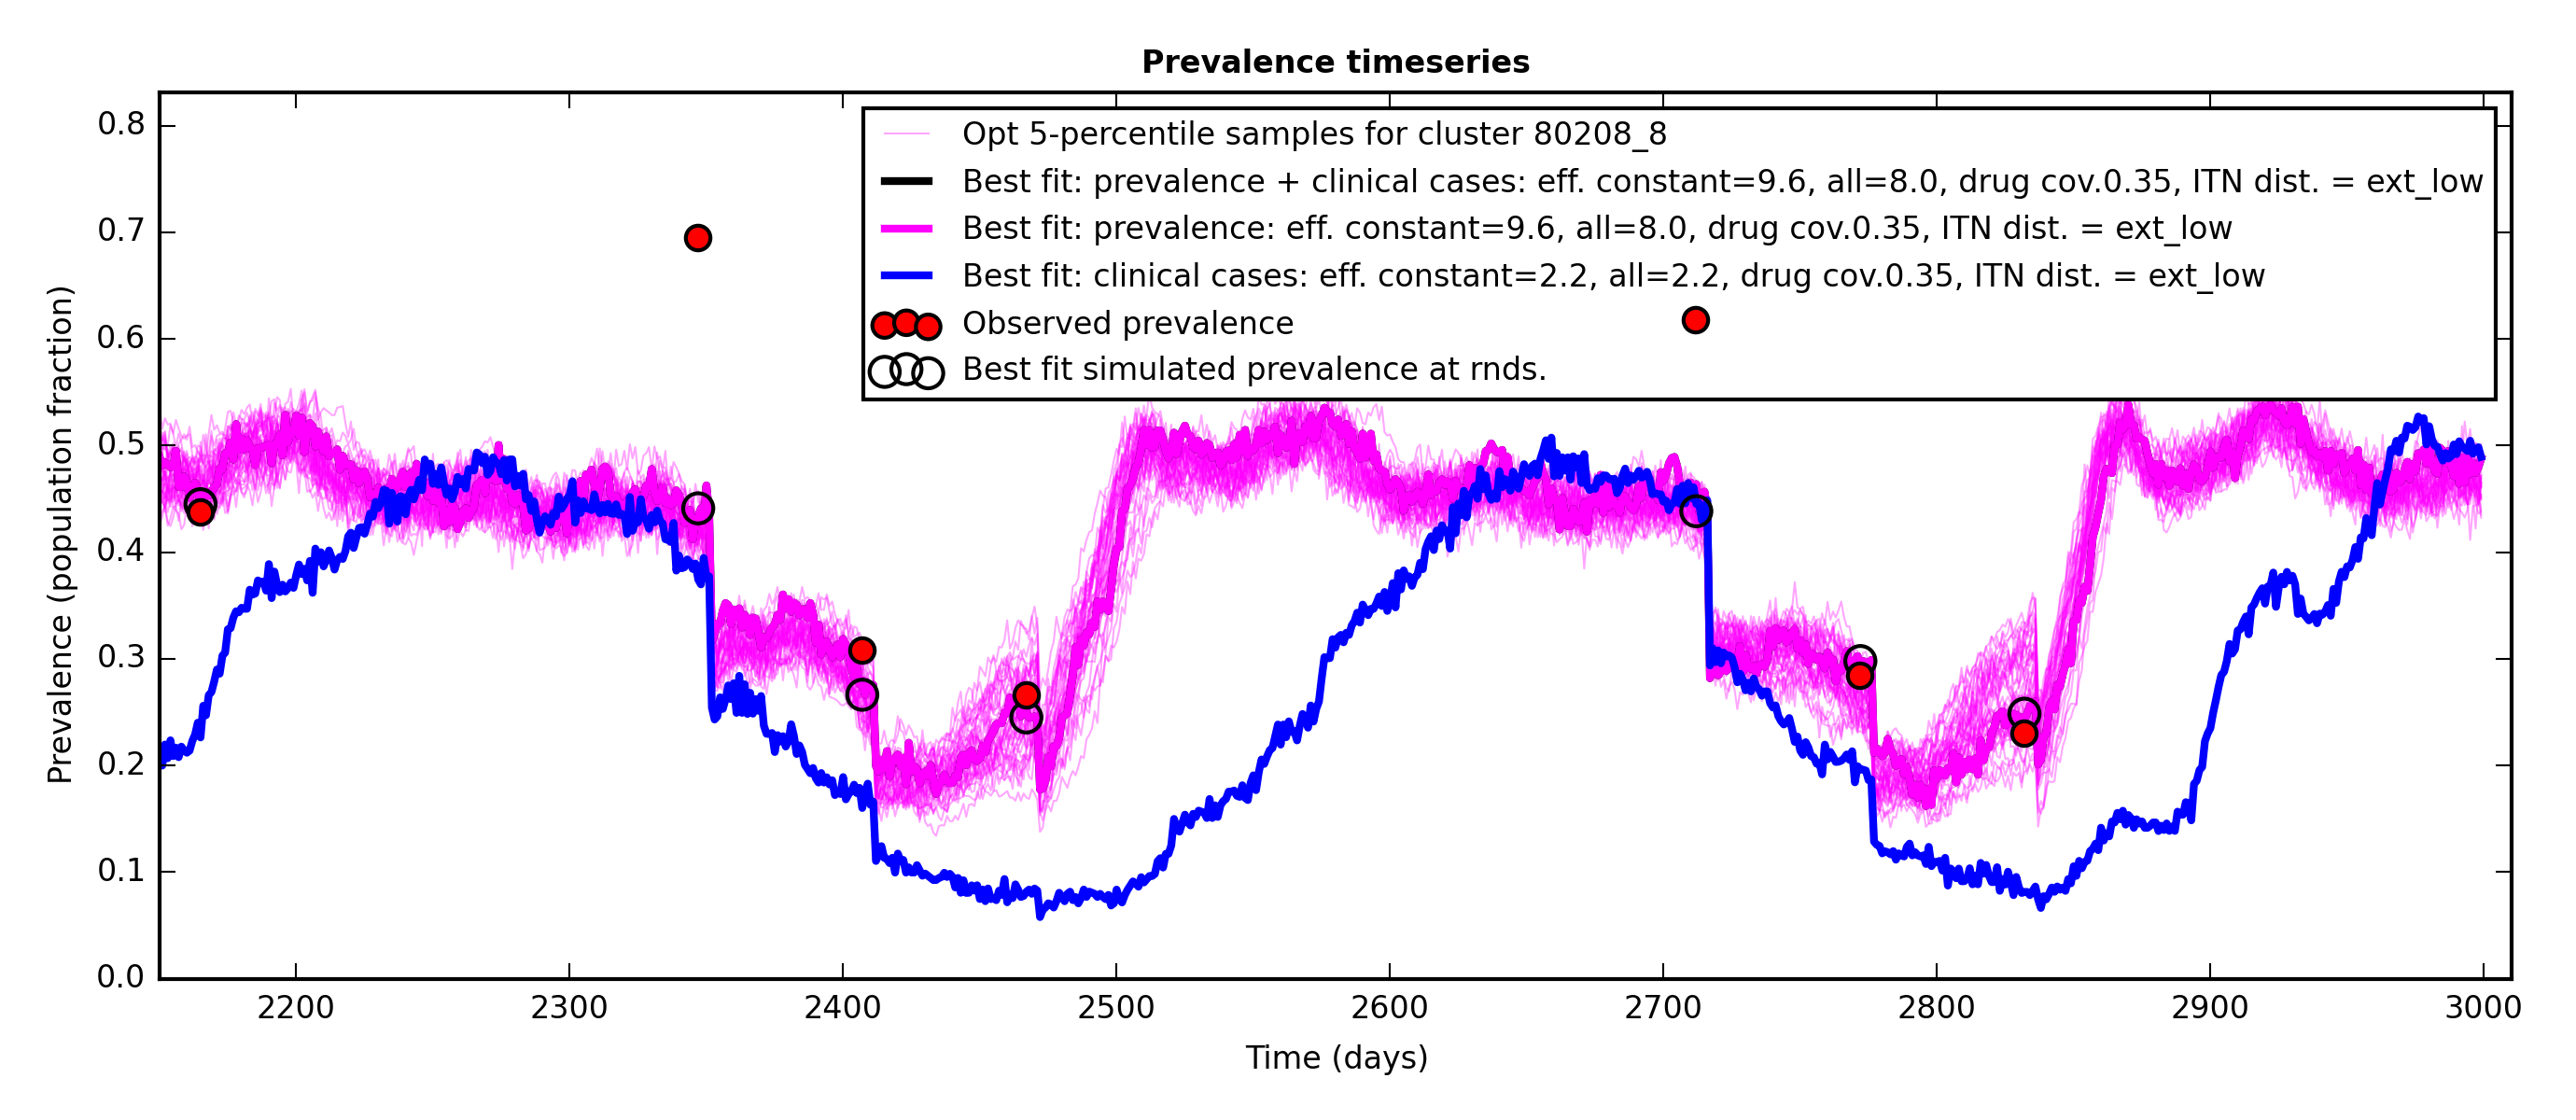 Prevalence timeseries
Opt 5-percentile samples for cluster 80208_8
Best fit: prevalence + clinical cases: eff. constant=9.6, all=8.0, drug cov.0.35, ITN dist. = ext_low
Best fit: prevalence: eff. constant=9.6, all=8.0, drug cov.0.35, ITN dist. = ext_low
Best fit: clinical cases: eff. constant=2.2, all=2.2, drug cov.0.35, ITN dist. = ext_low
Observed prevalence
Best fit simulated prevalence at rnds.
Prevalence (population fraction)
0.8
0.7
0.6
0.5
0.4
0.3
0.2
0.1
0.0
2200 2300 2400 2500 2600 2700 2800 2900 3000
Time (days)